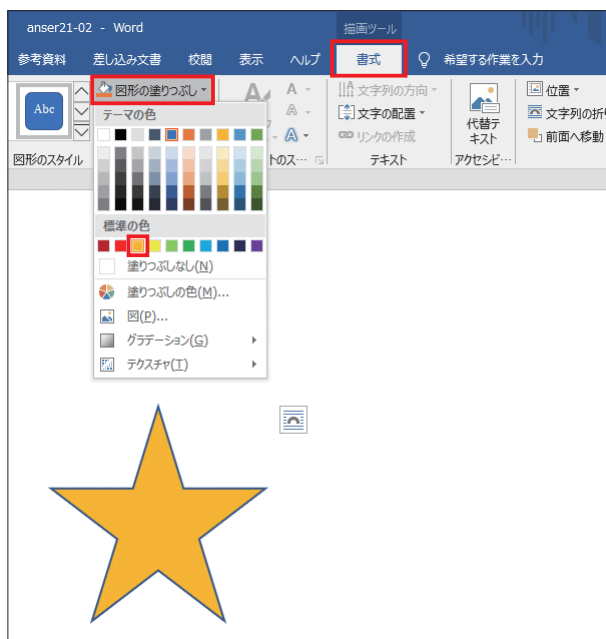 anser21-02 - Word
描画ツール
参考資料 差し込み文書 校閲 表示 ヘルプ 書式 希望する作業を入力
Abc
図形の塗りつぶし
A
A
A
A
文字列の方向
文字の配置
リンクの作成
代替テ
キスト
位置
文字列の折り
前面へ移動
図形のスタイル
トのス…
テキスト
アクセシビ…
テーマの色
標準の色
塗りつぶしなし(N)
塗りつぶしの色(M)...
図(P)...
グラデーション(G)
テクスチャ(T)